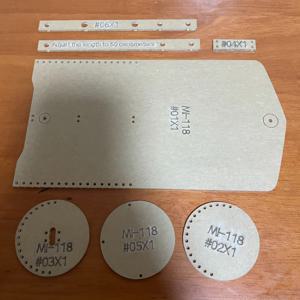 #06X1
Adjust the length to 50 centimeters
#04X1
MI-118
#01X1
MI-118
#03X1
MI-118
#05X1
MI-118
#02X1